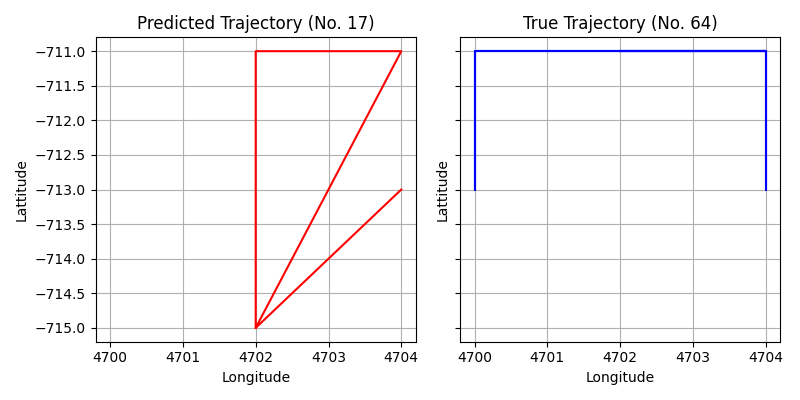 Predicted Trajectory (No. 17)
−711.0
−711.5
−712.0
−712.5
−713.0
−713.5
−714.0
−714.5
−715.0
Lattitude
4700 4701 4702 4703 4704
Longitude
True Trajectory (No. 64)
Lattitude
4700 4701 4702 4703 4704
Longitude